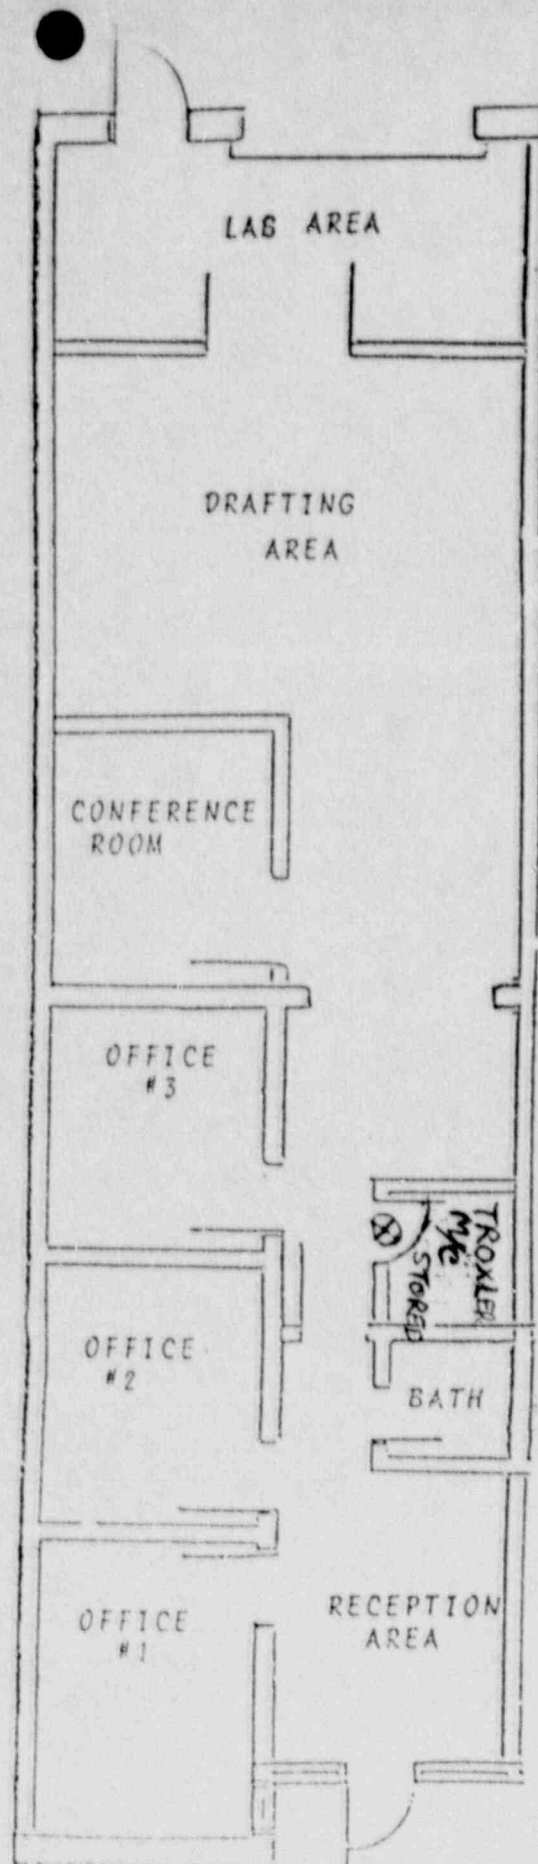 LAB AREA
DRAFTING
AREA
CONFERENCE
ROOM
OFFICE
#3
TROXLER
M/C
STORED
OFFICE
#2
BATH
OFFICE
#1
RECEPTION
AREA